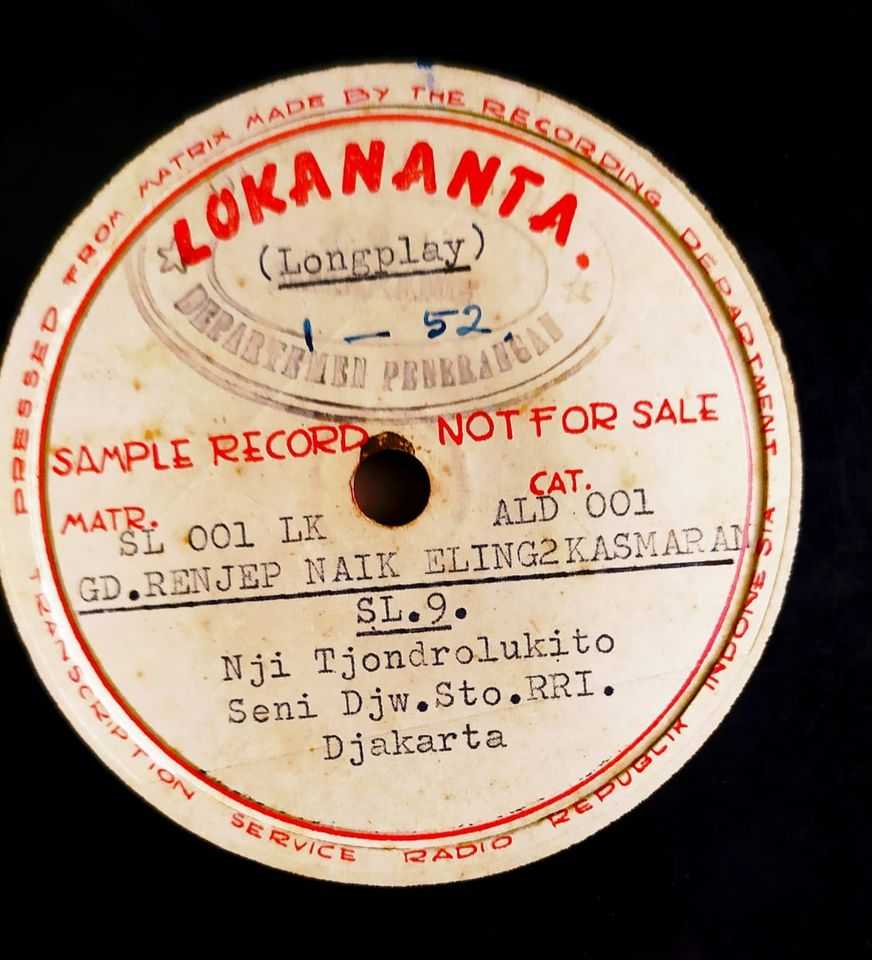 PRESSED FROM MATRIX MADE BY THE RECORDING DEPARTMENT
LOKANANTA.
(Longplay)
1 — 52.
DEPARTEMEN PENERANGAN
SAMPLE RECORD NOT FOR SALE
MATR. CAT.
SL 001 LK ALD 001
GD.RENJEP NAIK ELING2KASMARAN
SL.9.
Nji Tjondrolukito
Seni Djw.Sto.RRI.
Djakarta
TRANSCRIPTION SERVICE RADIO REPUBLIK INDONESIA